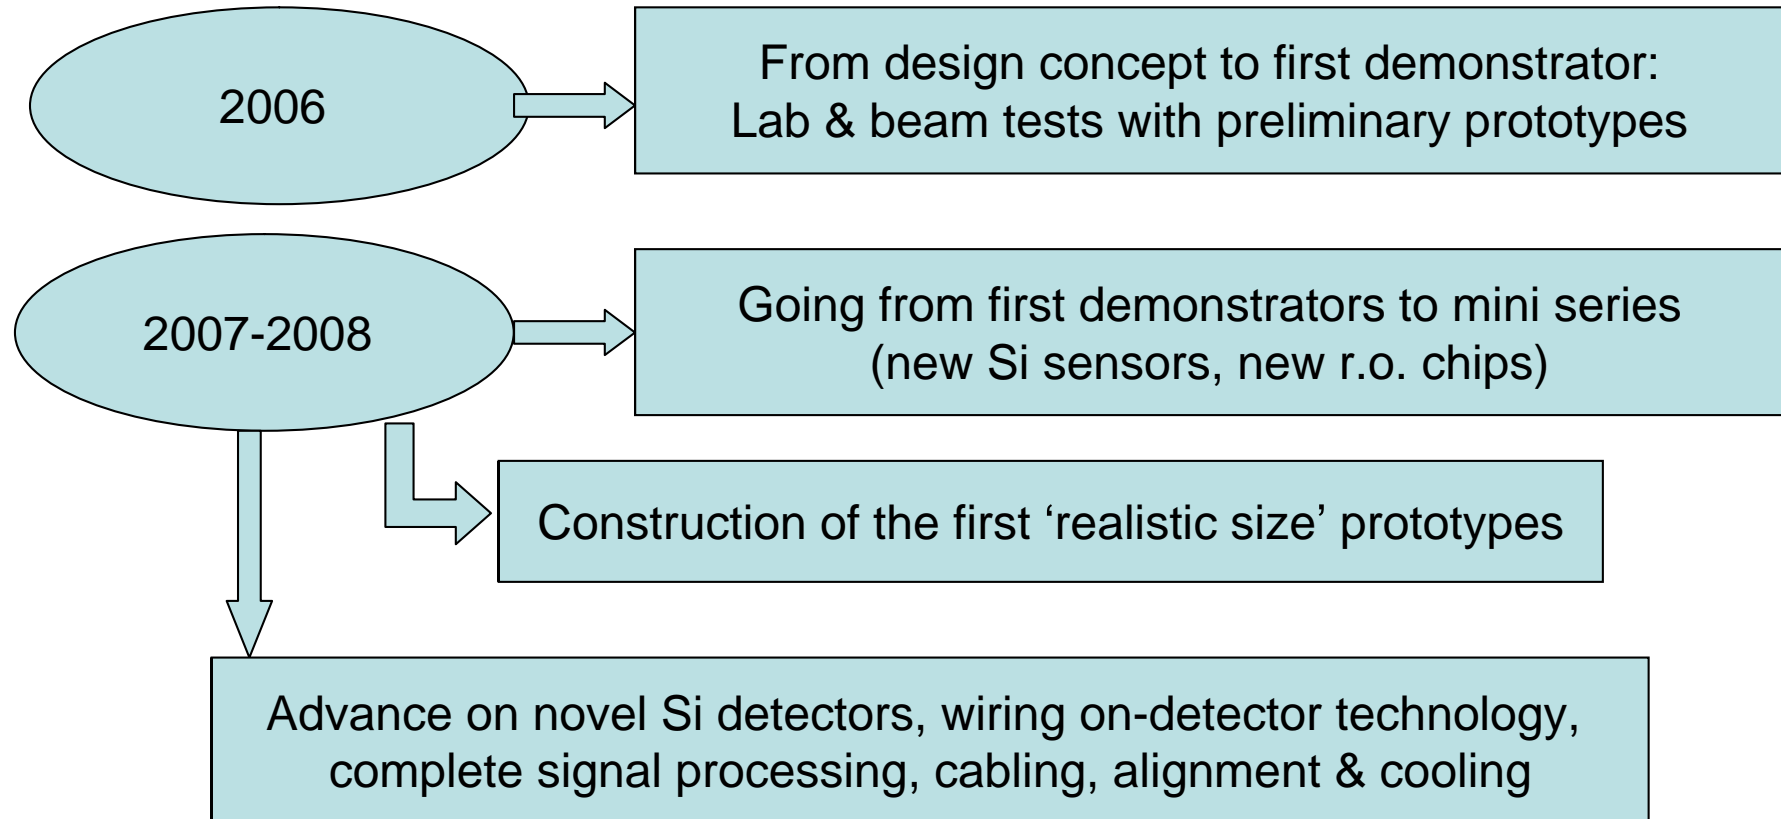 2006
From design concept to first demonstrator:
Lab & beam tests with preliminary prototypes
2007-2008
Going from first demonstrators to mini series
(new Si sensors, new r.o. chips)
Construction of the first ‘realistic size’ prototypes
Advance on novel Si detectors, wiring on-detector technology,
complete signal processing, cabling, alignment & cooling